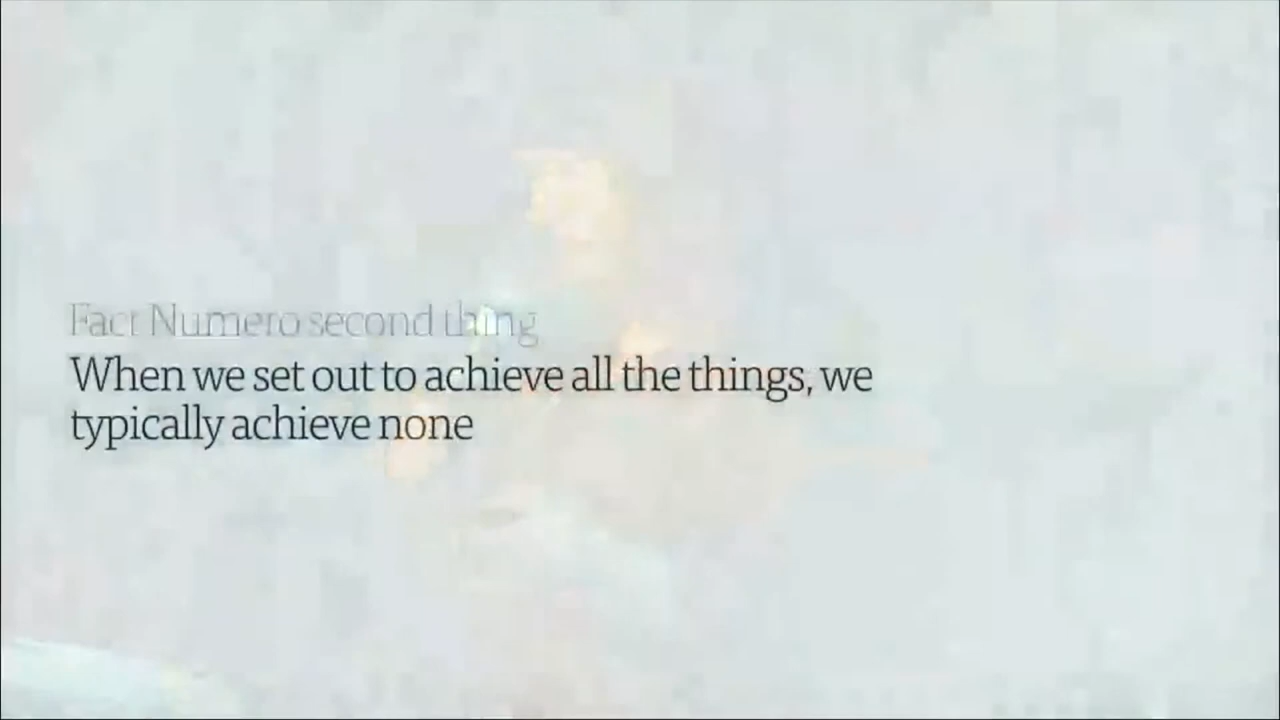 Fact Numero second thing
When we set out to achieve all the things, we
typically achieve none